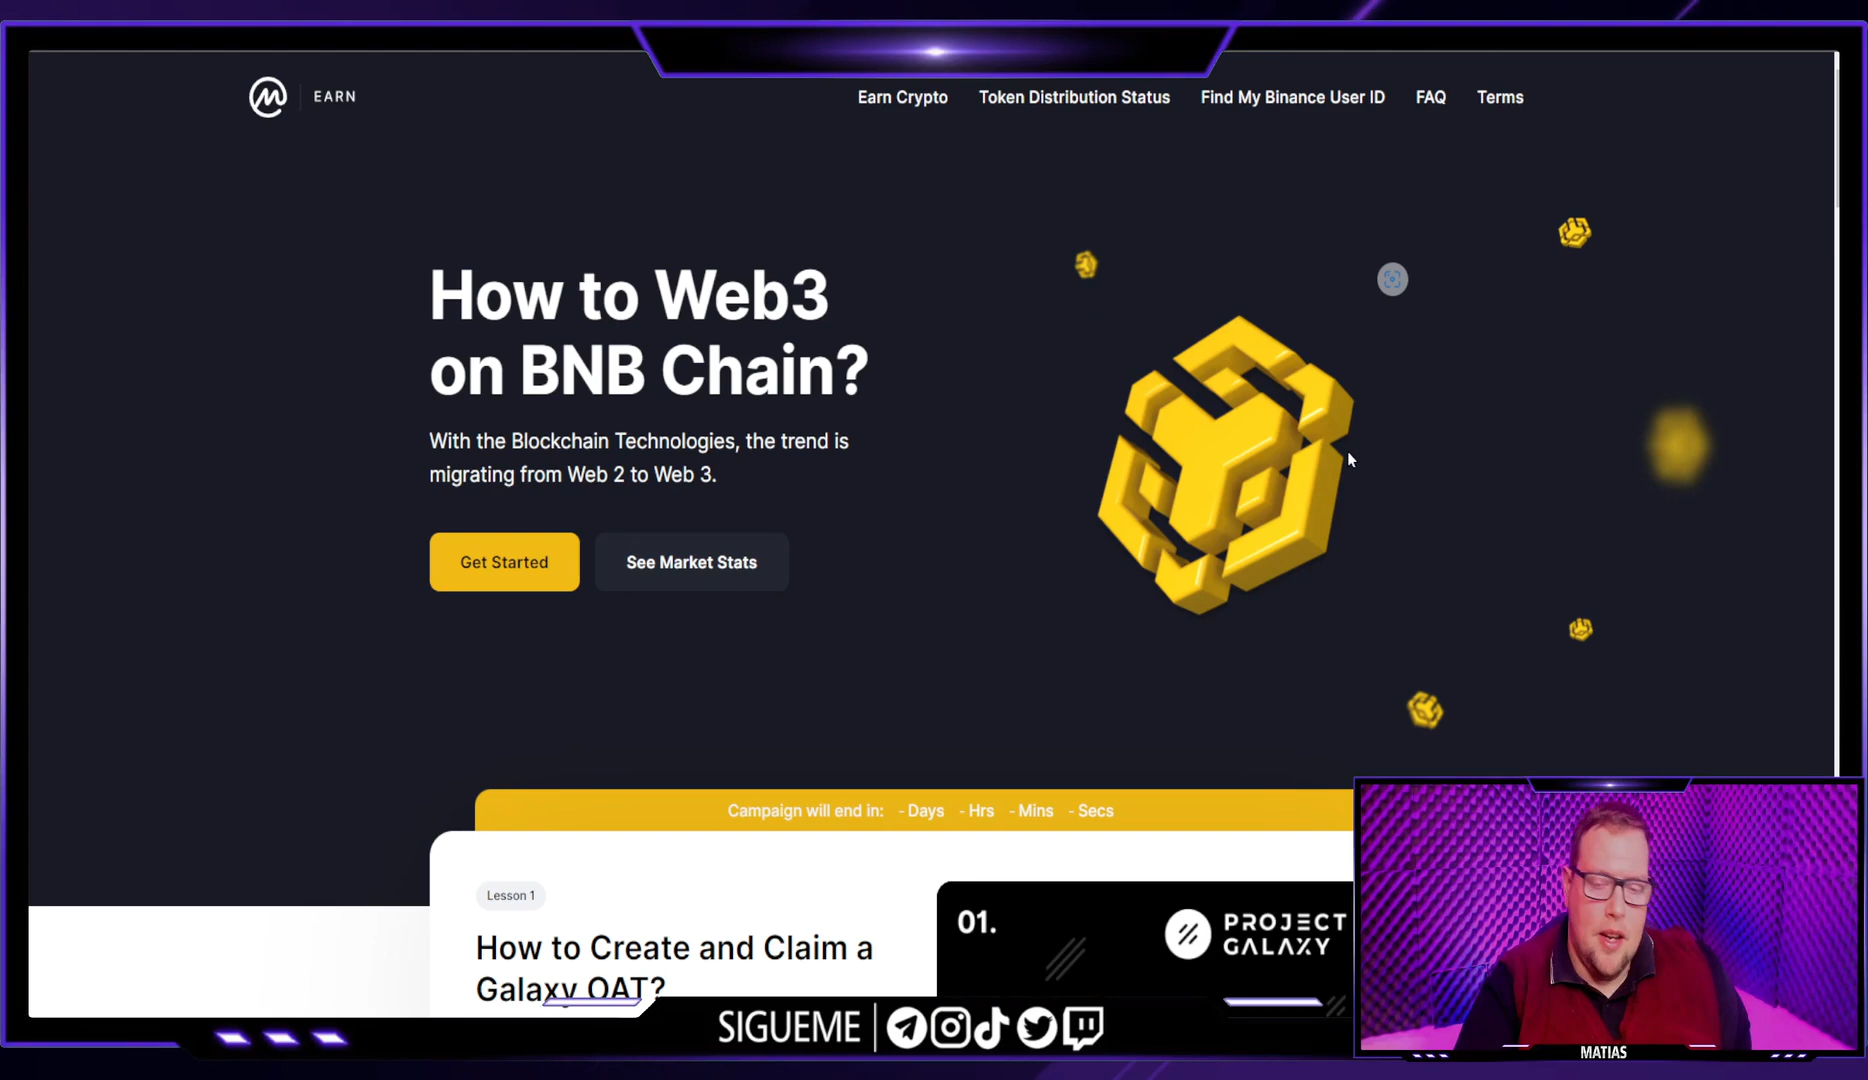 EARN
Earn Crypto
Token Distribution Status
Find My Binance User ID
FAQ
Terms
How to Web3
on BNB Chain?
With the Blockchain Technologies, the trend is
migrating from Web 2 to Web 3.
Get Started
See Market Stats
Campaign will end in: - Days - Hrs - Mins - Secs
Lesson 1
How to Create and Claim a
Galaxy OAT?
01.
PROJECT
GALAXY
SIGUEME
MATIAS